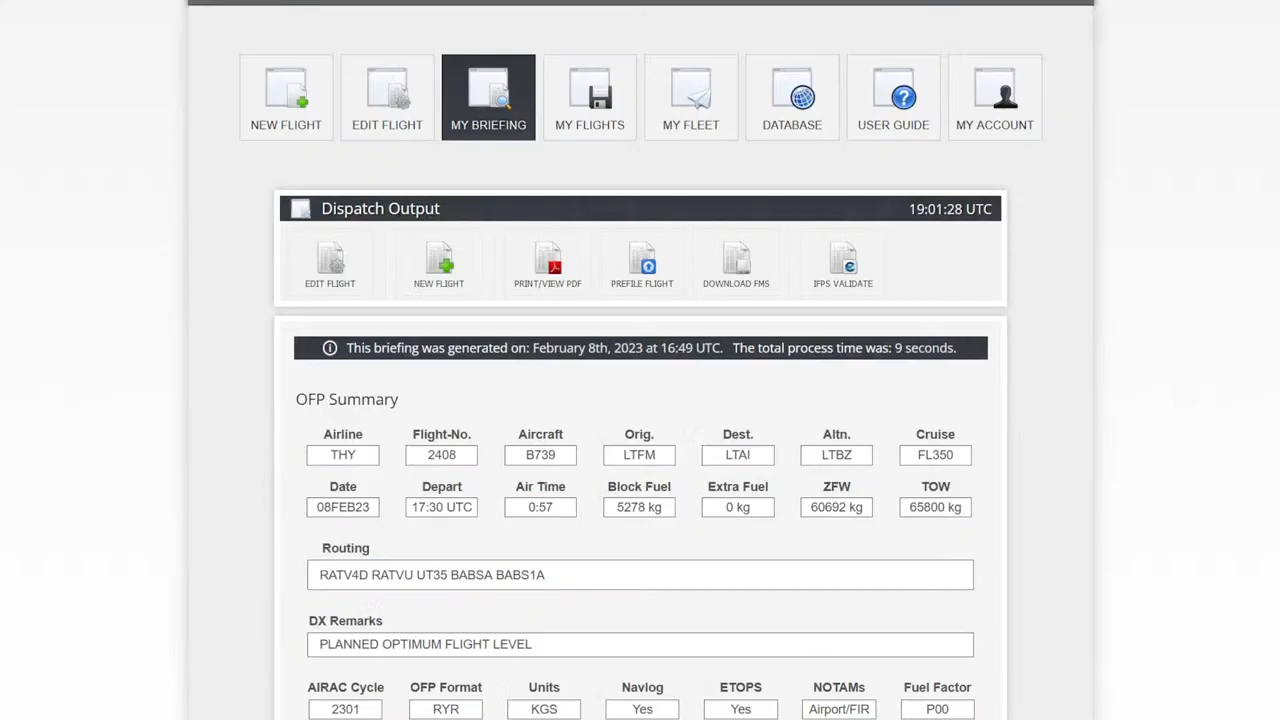 NEW FLIGHT EDIT FLIGHT MY BRIEFING MY FLIGHTS MY FLEET DATABASE USER GUIDE MY ACCOUNT
Dispatch Output 19:01:28 UTC
EDIT FLIGHT NEW FLIGHT PRINT/VIEW PDF PREFILE FLIGHT DOWNLOAD FMS IFPS VALIDATE
This briefing was generated on: February 8th, 2023 at 16:49 UTC. The total process time was: 9 seconds.
OFP Summary
Airline Flight-No. Aircraft Orig. Dest. Altn. Cruise
THY 2408 B739 LTFM LTAI LTBZ FL350
Date Depart Air Time Block Fuel Extra Fuel ZFW TOW
08FEB23 17:30 UTC 0:57 5278 kg 0 kg 60692 kg 65800 kg
Routing
RATV4D RATVU UT35 BABSA BABS1A
DX Remarks
PLANNED OPTIMUM FLIGHT LEVEL
AIRAC Cycle OFP Format Units Navlog ETOPS NOTAMs Fuel Factor
2301 RYR KGS Yes Yes Airport/FIR P00